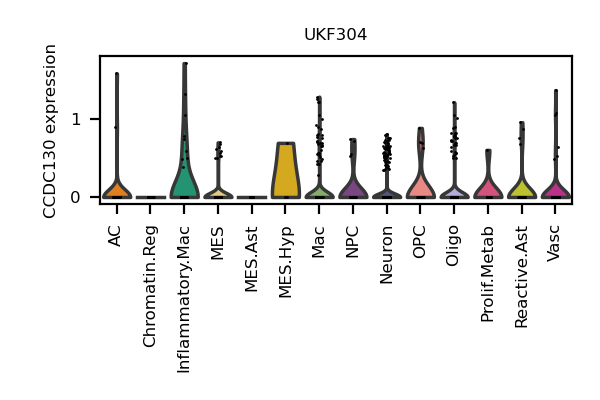 UKF304
CCDC130 expression
1
0
AC
Chromatin.Reg
Inflammatory.Mac
MES
MES.Ast
MES.Hyp
Mac
NPC
Neuron
OPC
Oligo
Prolif.Metab
Reactive.Ast
Vasc